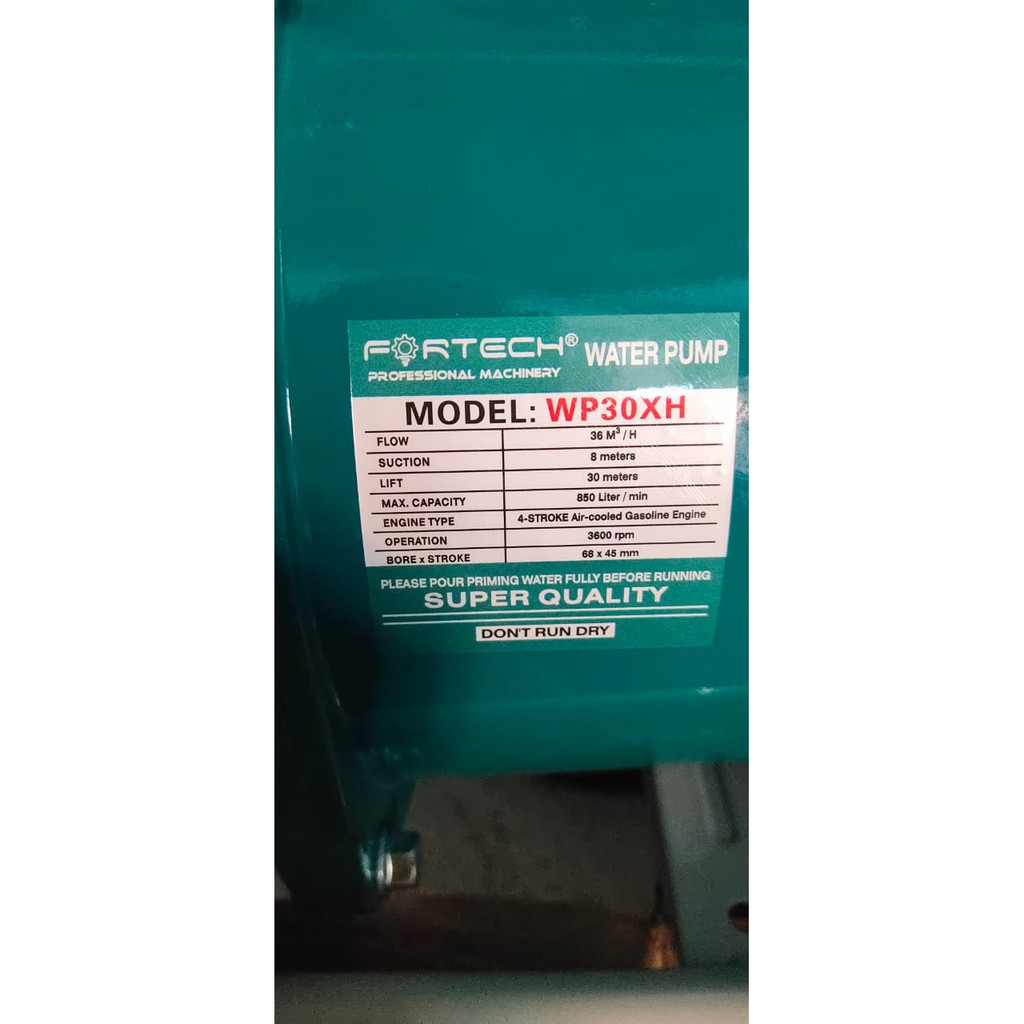 FORTECH® WATER PUMP
PROFESSIONAL MACHINERY
MODEL: WP30XH
FLOW 36 M³ / H
SUCTION 8 meters
LIFT 30 meters
MAX. CAPACITY 850 Liter / min
ENGINE TYPE 4-STROKE Air-cooled Gasoline Engine
OPERATION 3600 rpm
BORE x STROKE 68 x 45 mm
PLEASE POUR PRIMING WATER FULLY BEFORE RUNNING
SUPER QUALITY
DON'T RUN DRY